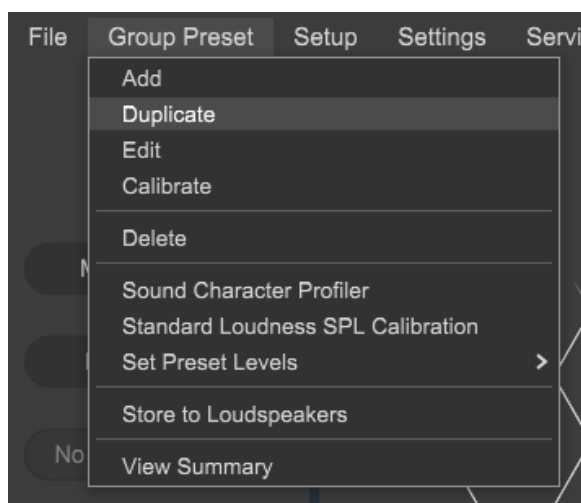 File Group Preset Setup Settings
Add
Duplicate
Edit
Calibrate
Delete
Sound Character Profiler
Standard Loudness SPL Calibration
Set Preset Levels
Store to Loudspeakers
No
View Summary